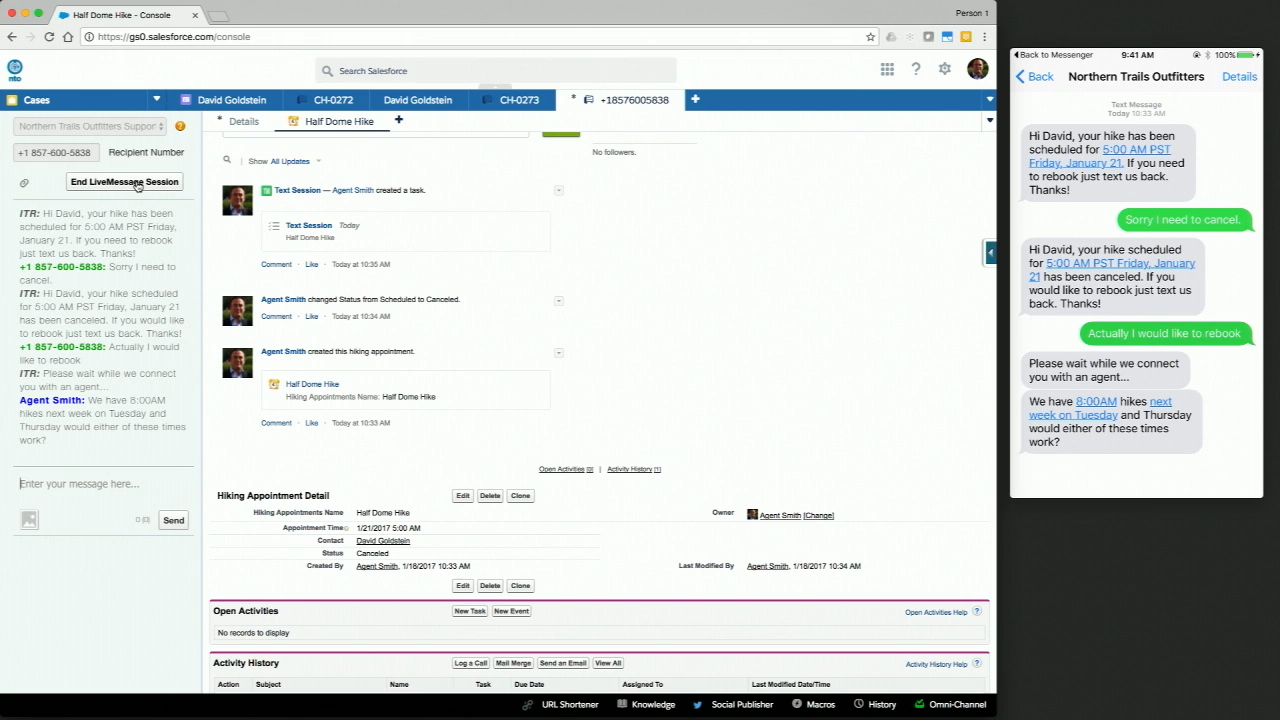 Half Dome Hike - Console
Person 1
https://gs0.salesforce.com/console
nto
Search Salesforce
Cases
David Goldstein
CH-0272
David Goldstein
CH-0273
* +18576005838
* Details
Half Dome Hike
Northern Trails Outfitters Support
+1 857-600-5838
Recipient Number
End LiveMessage Session
ITR: Hi David, your hike has been
scheduled for 5:00 AM PST Friday,
January 21. If you need to rebook
just text us back. Thanks!
+1 857-600-5838: Sorry I need to
cancel.
ITR: Hi David, your hike scheduled
for 5:00 AM PST Friday, January 21
has been canceled. If you would like
to rebook just text us back. Thanks!
+1 857-600-5838: Actually I would
like to rebook
ITR: Please wait while we connect
you with an agent...
Agent Smith: We have 8:00AM
hikes next week on Tuesday and
Thursday would either of these times
work?
Enter your message here...
0 (0)
Send
Show All Updates
No followers.
Text Session — Agent Smith created a task.
Text Session Today
Half Dome Hike
Comment · Like · Today at 10:35 AM
Agent Smith changed Status from Scheduled to Canceled.
Comment · Like · Today at 10:34 AM
Agent Smith created this hiking appointment.
Half Dome Hike
Hiking Appointments Name: Half Dome Hike
Comment · Like · Today at 10:33 AM
Open Activities [0] | Activity History [1]
Hiking Appointment Detail
Edit Delete Clone
Hiking Appointments Name Half Dome Hike
Owner Agent Smith [Change]
Appointment Time 1/21/2017 5:00 AM
Contact David Goldstein
Status Canceled
Created By Agent Smith, 1/18/2017 10:33 AM
Last Modified By Agent Smith, 1/18/2017 10:34 AM
Edit Delete Clone
Open Activities
New Task New Event
Open Activities Help ?
No records to display
Activity History
Log a Call Mail Merge Send an Email View All
Activity History Help ?
Action Subject Name Task Due Date Assigned To Last Modified Date/Time
URL Shortener Knowledge Social Publisher Macros History Omni-Channel
Back to Messenger
9:41 AM
100%
Back
Northern Trails Outfitters
Details
Text Message
Today 10:33 AM
Hi David, your hike has been
scheduled for 5:00 AM PST
Friday, January 21. If you need
to rebook just text us back.
Thanks!
Sorry I need to cancel.
Hi David, your hike scheduled
for 5:00 AM PST Friday, January
21 has been canceled. If you
would like to rebook just text us
back. Thanks!
Actually I would like to rebook
Please wait while we connect
you with an agent...
We have 8:00AM hikes next
week on Tuesday and Thursday
would either of these times
work?